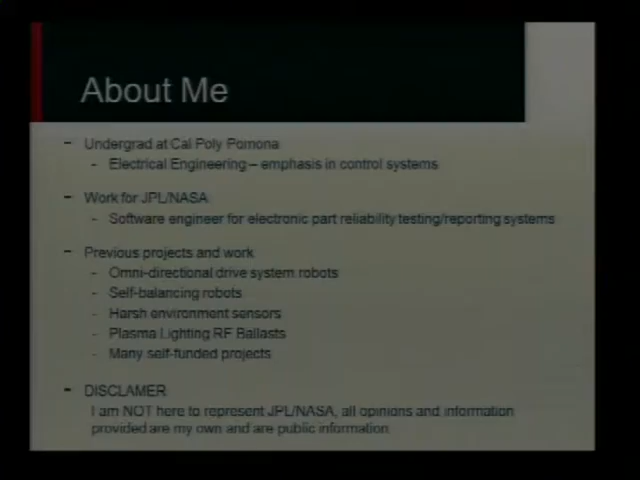 About Me
- Undergrad at Cal Poly Pomona
- Electrical Engineering – emphasis in control systems
- Work for JPL/NASA
- Software engineer for electronic part reliability testing/reporting systems
- Previous projects and work
- Omni-directional drive system robots
- Self-balancing robots
- Harsh environment sensors
- Plasma Lighting RF Ballasts
- Many self-funded projects
- DISCLAMER
I am NOT here to represent JPL/NASA, all opinions and information
provided are my own and are public information